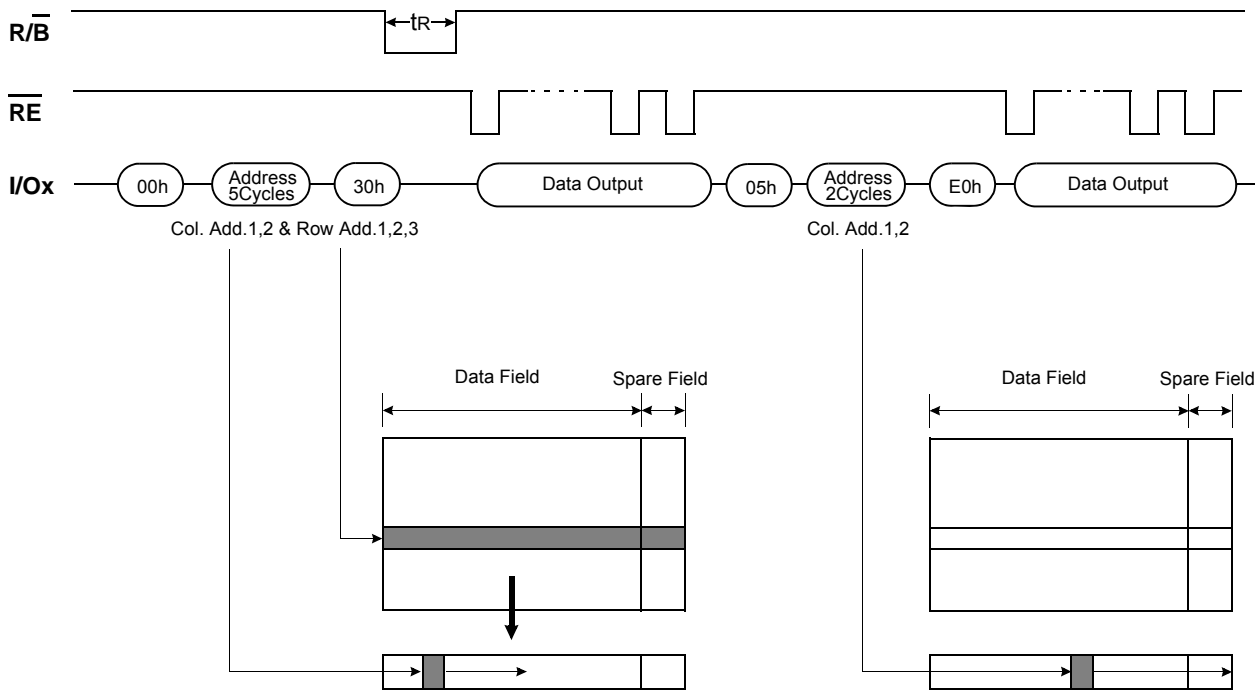 R/B
tR
RE
I/Ox
00h
Address
5Cycles
30h
Data Output
05h
Address
2Cycles
E0h
Data Output
Col. Add.1,2 & Row Add.1,2,3
Col. Add.1,2
Data Field
Spare Field
Data Field
Spare Field